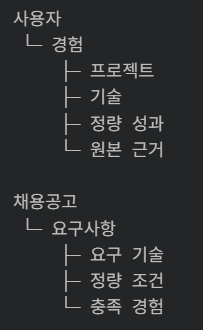 사용자
└─ 경험
├─ 프로젝트
├─ 기술
├─ 정량 성과
└─ 원본 근거
채용공고
└─ 요구사항
├─ 요구 기술
├─ 정량 조건
└─ 충족 경험